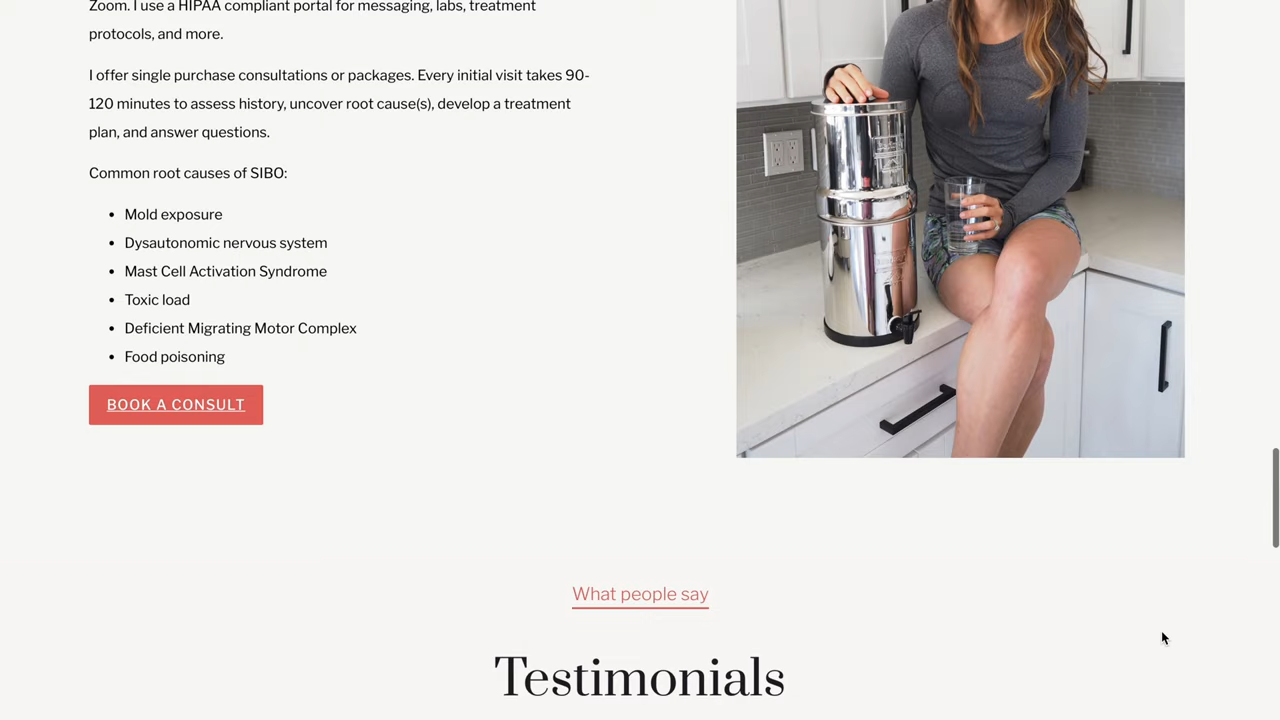 Zoom. I use a HIPAA compliant portal for messaging, labs, treatment
protocols, and more.
I offer single purchase consultations or packages. Every initial visit takes 90-
120 minutes to assess history, uncover root cause(s), develop a treatment
plan, and answer questions.
Common root causes of SIBO:
• Mold exposure
• Dysautonomic nervous system
• Mast Cell Activation Syndrome
• Toxic load
• Deficient Migrating Motor Complex
• Food poisoning
BOOK A CONSULT
What people say
Testimonials